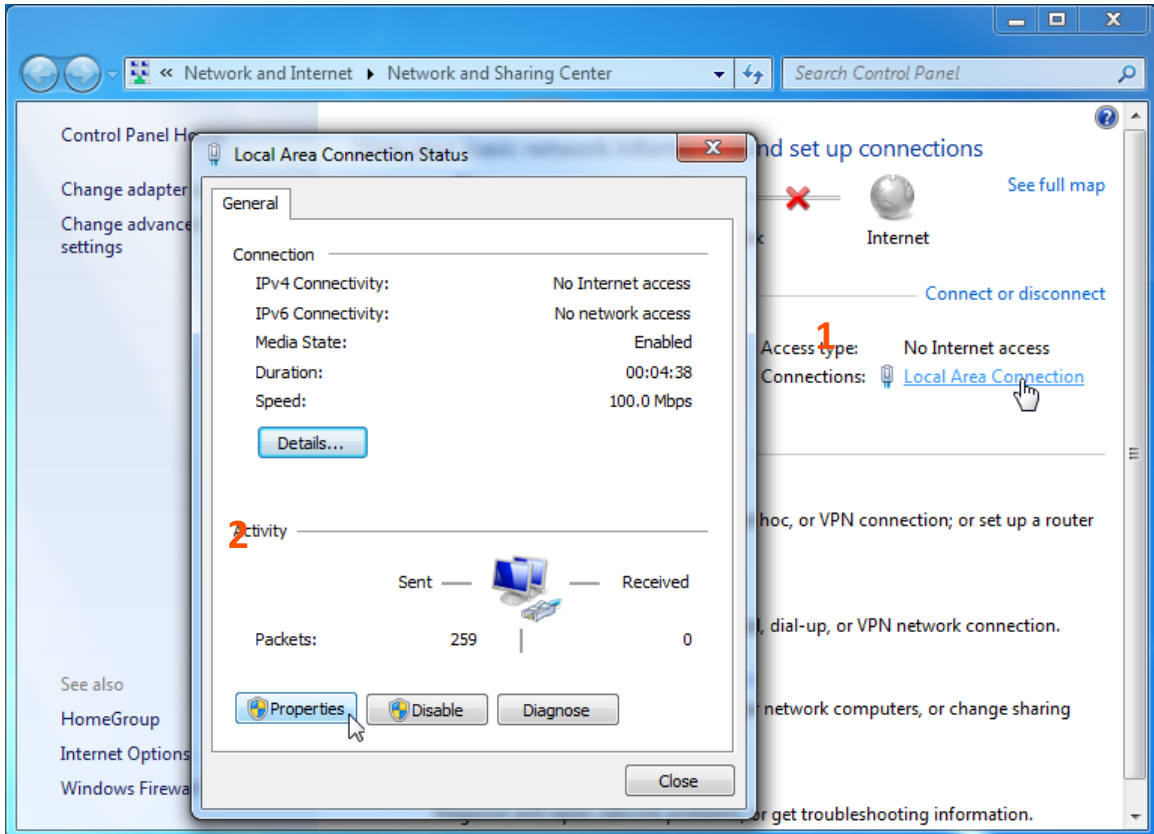 « Network and Internet ▸ Network and Sharing Center
Search Control Panel
Control Panel
Change adapter
Change advance
settings
See also
HomeGroup
Internet Options
Windows Firewa
Local Area Connection Status
General
Connection
IPv4 Connectivity: No Internet access
IPv6 Connectivity: No network access
Media State: Enabled
Duration: 00:04:38
Speed: 100.0 Mbps
Details...
2
Activity
Sent Received
Packets: 259 0
Properties Disable Diagnose
Close
nd set up connections
See full map
Internet
Connect or disconnect
1
Access type: No Internet access
Connections: Local Area Connection
hoc, or VPN connection; or set up a router
, dial-up, or VPN network connection.
network computers, or change sharing
or get troubleshooting information.